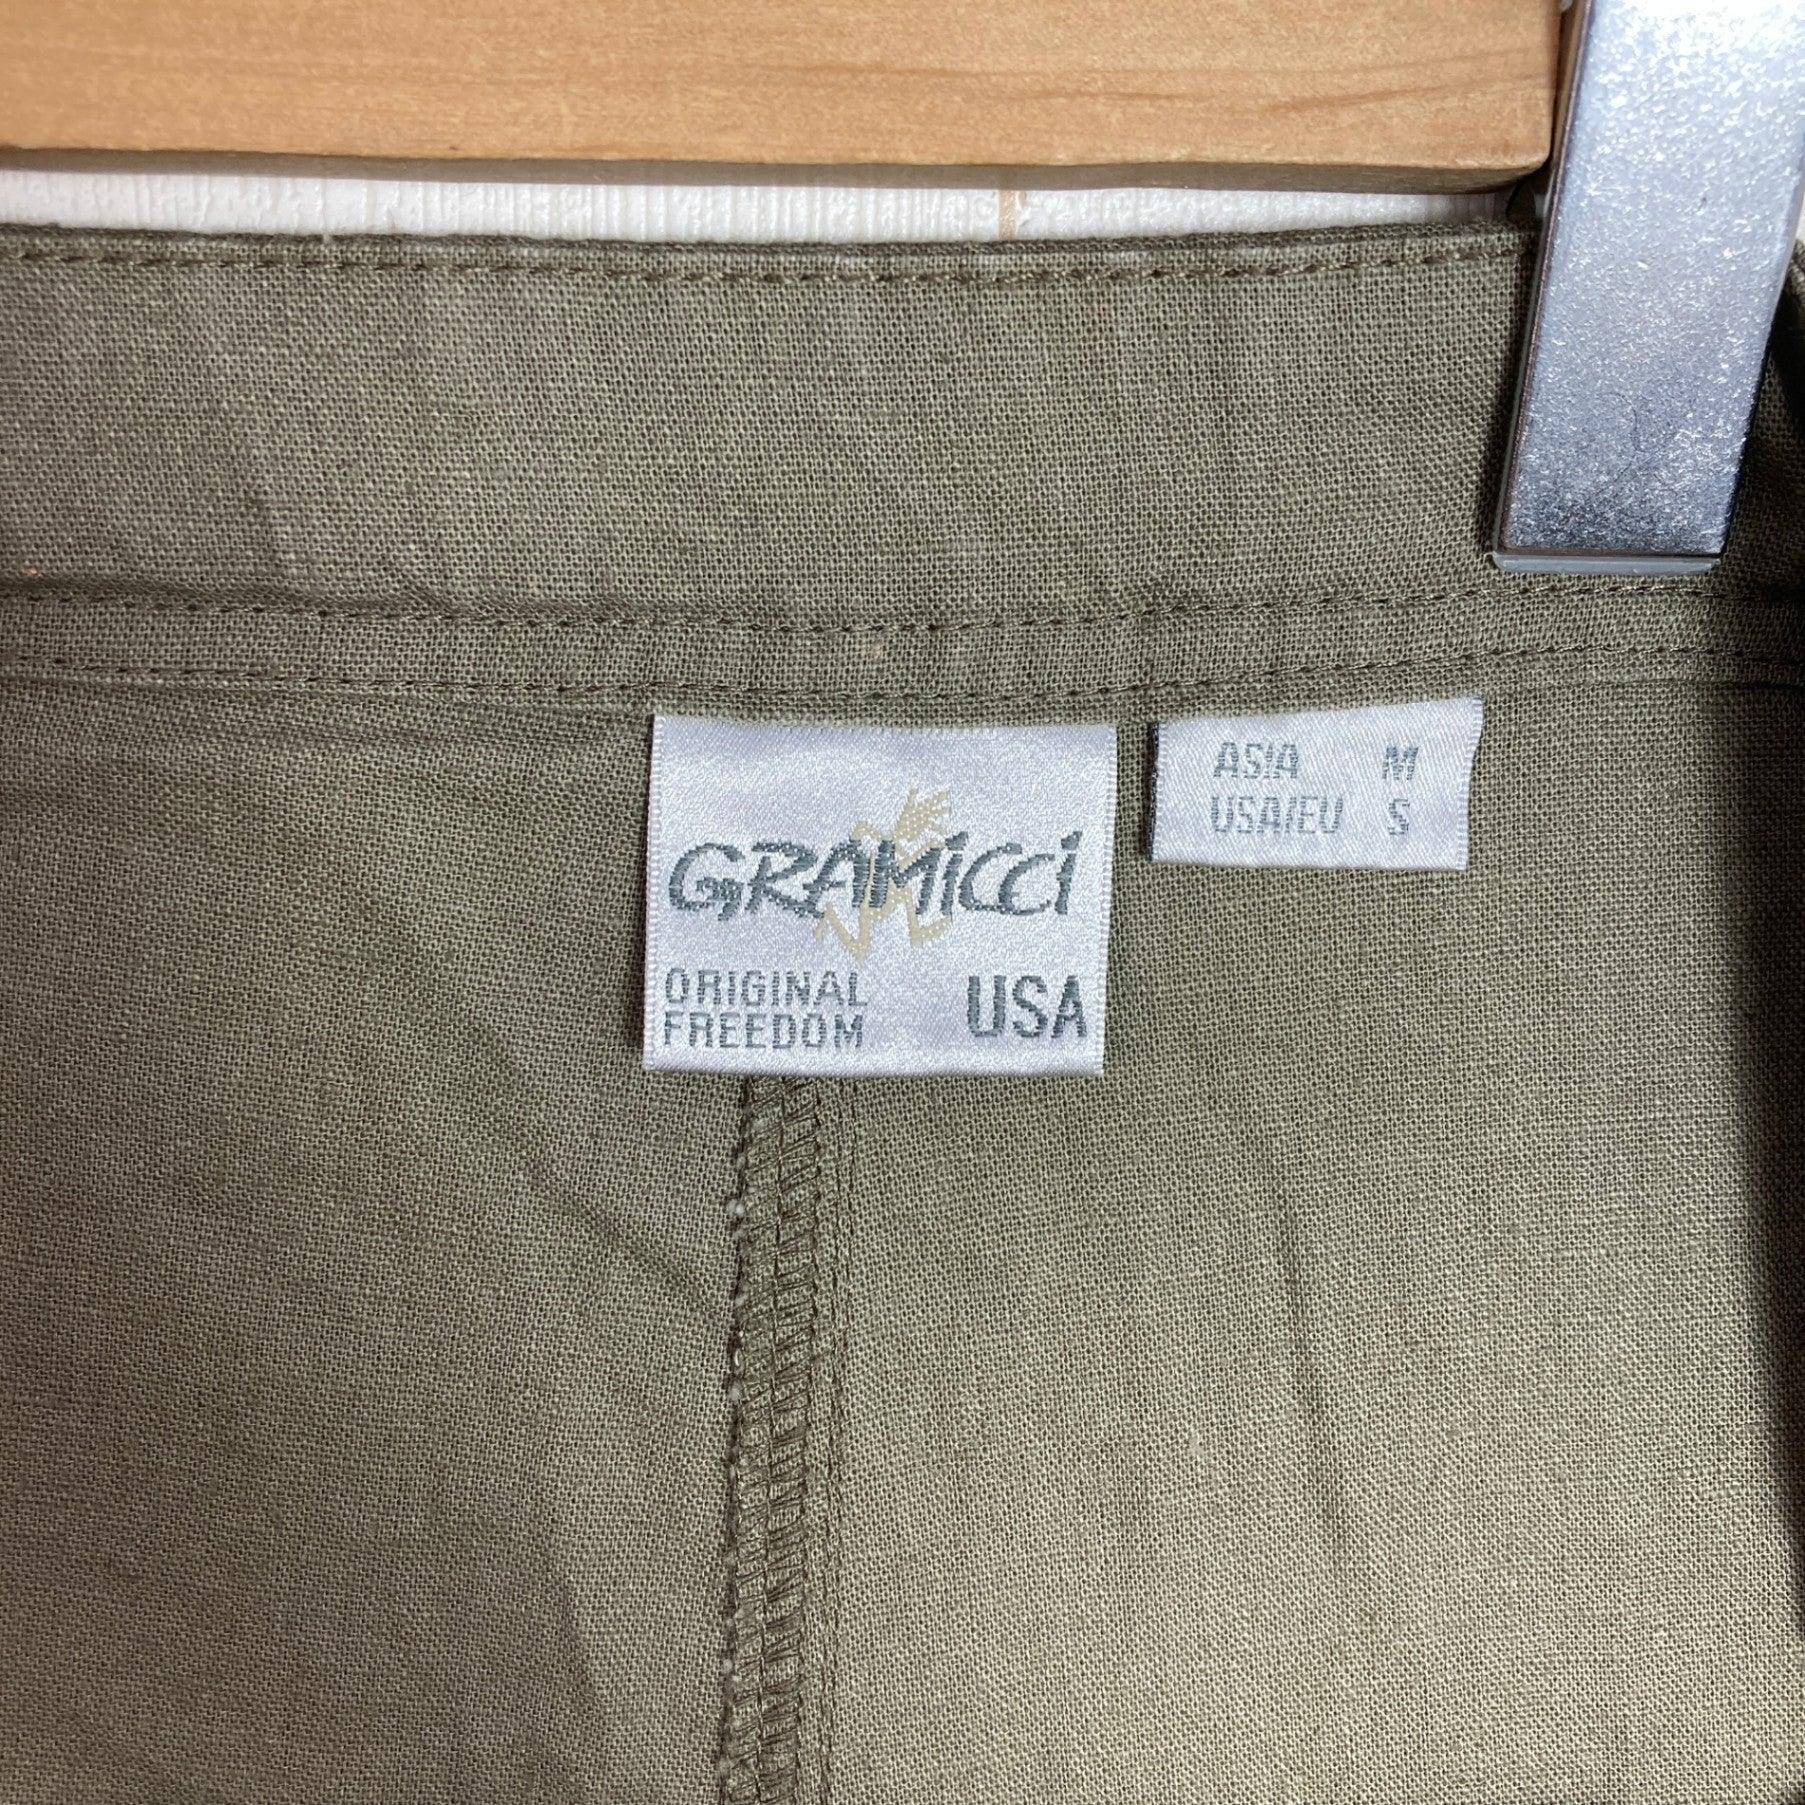 GRAMiCCi
ORIGINAL
FREEDOM
USA
ASIA M
USA/EU S